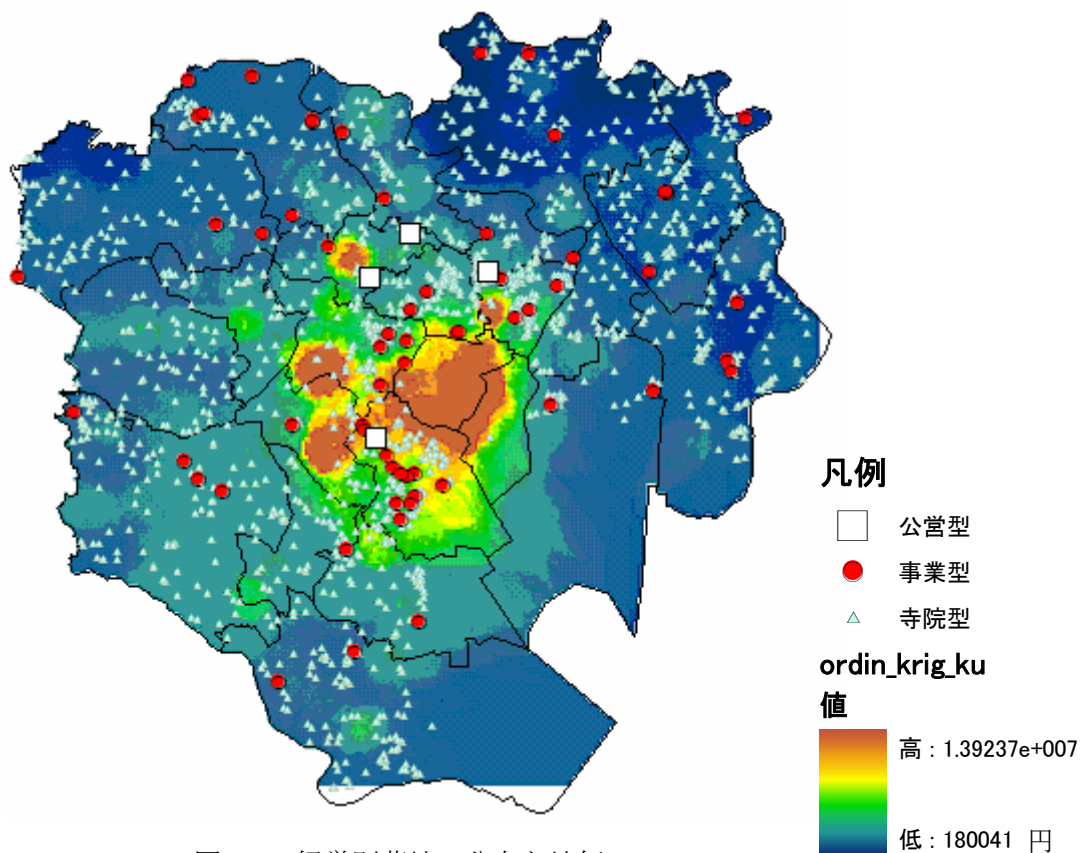 凡例
公営型
事業型
寺院型
ordin_krig_ku
値
高 : 1.39237e+007
低 : 180041 円